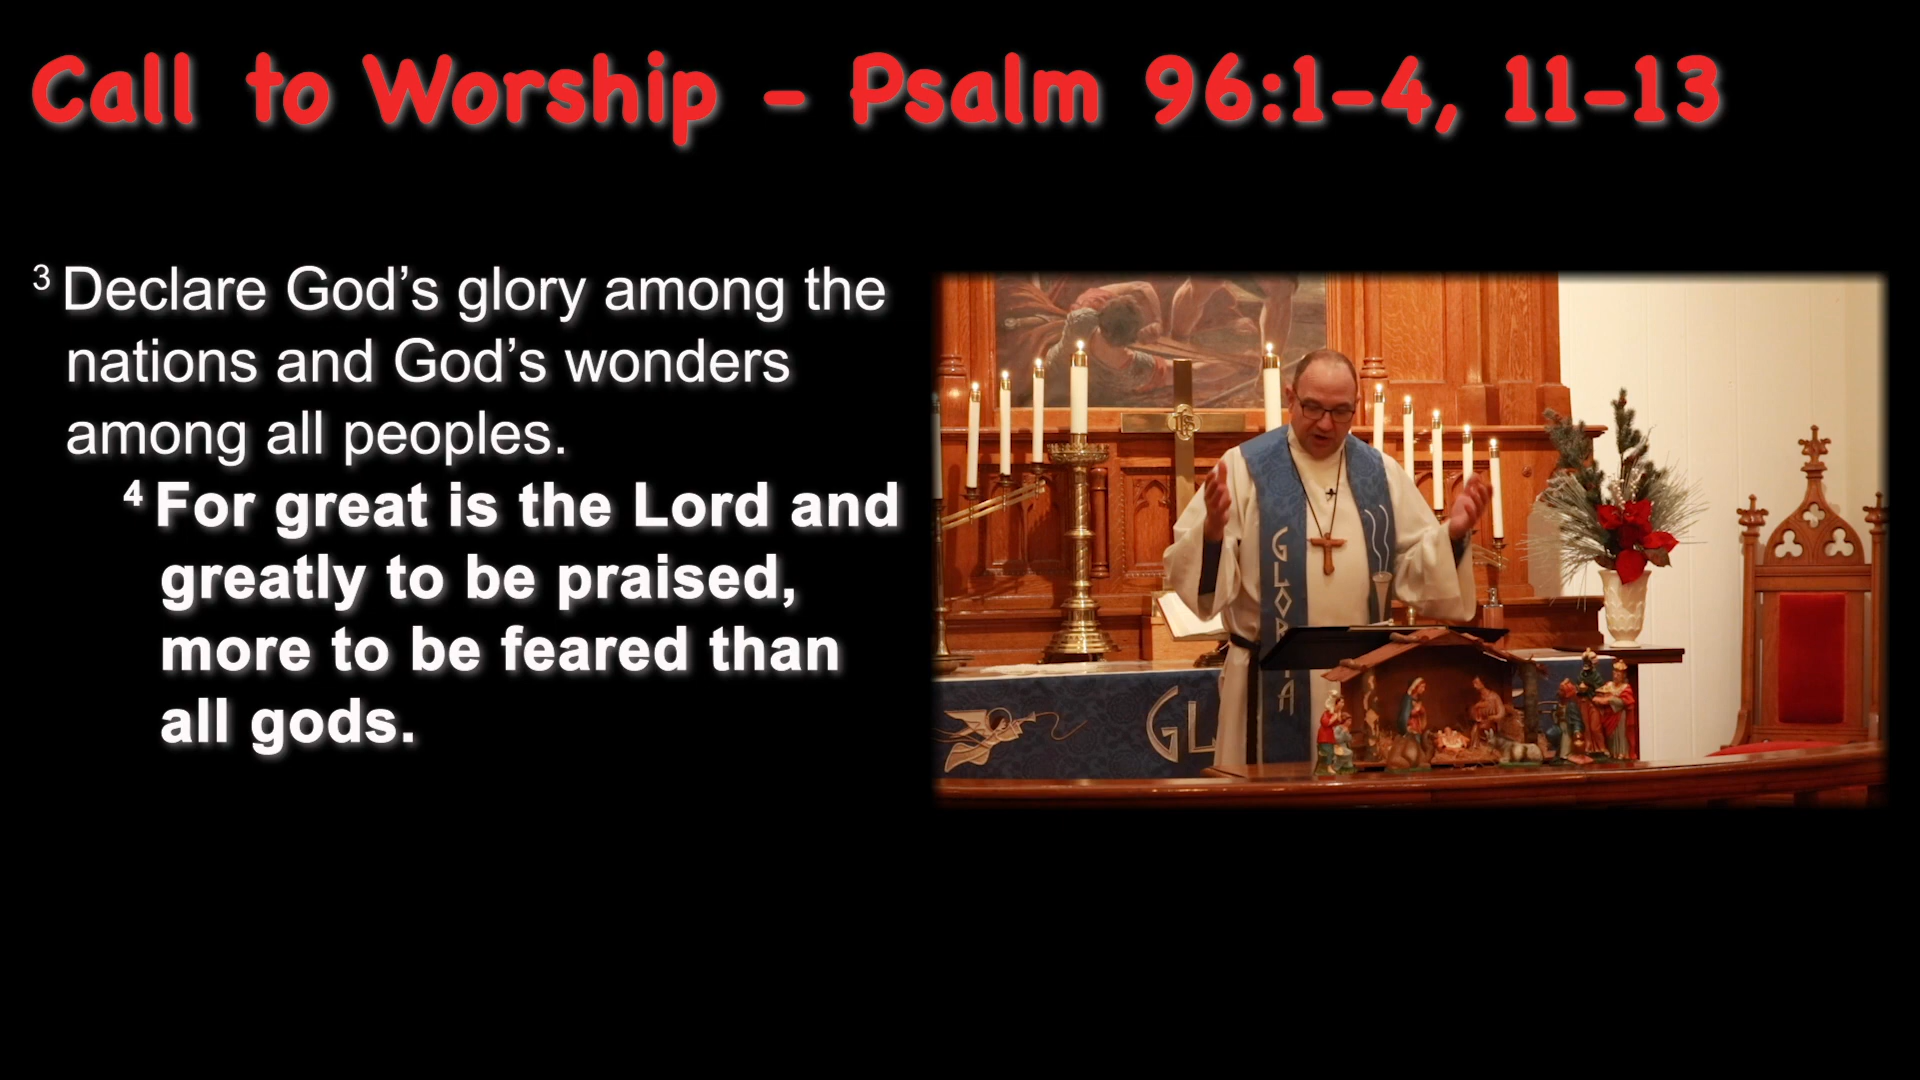 Call to Worship - Psalm 96:1-4, 11-13
3 Declare God’s glory among the
nations and God’s wonders
among all peoples.
4 For great is the Lord and
greatly to be praised,
more to be feared than
all gods.
GLORIA
GL